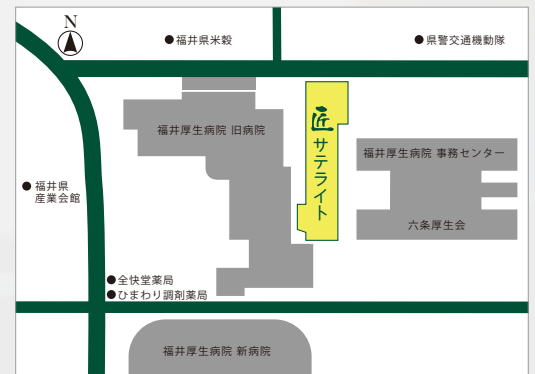 N
●福井県米穀
●県警交通機動隊
福井厚生病院 旧病院
匠サテライト
福井厚生病院 事務センター
六条厚生会
●福井県
産業会館
●全快堂薬局
●ひまわり調剤薬局
福井厚生病院 新病院